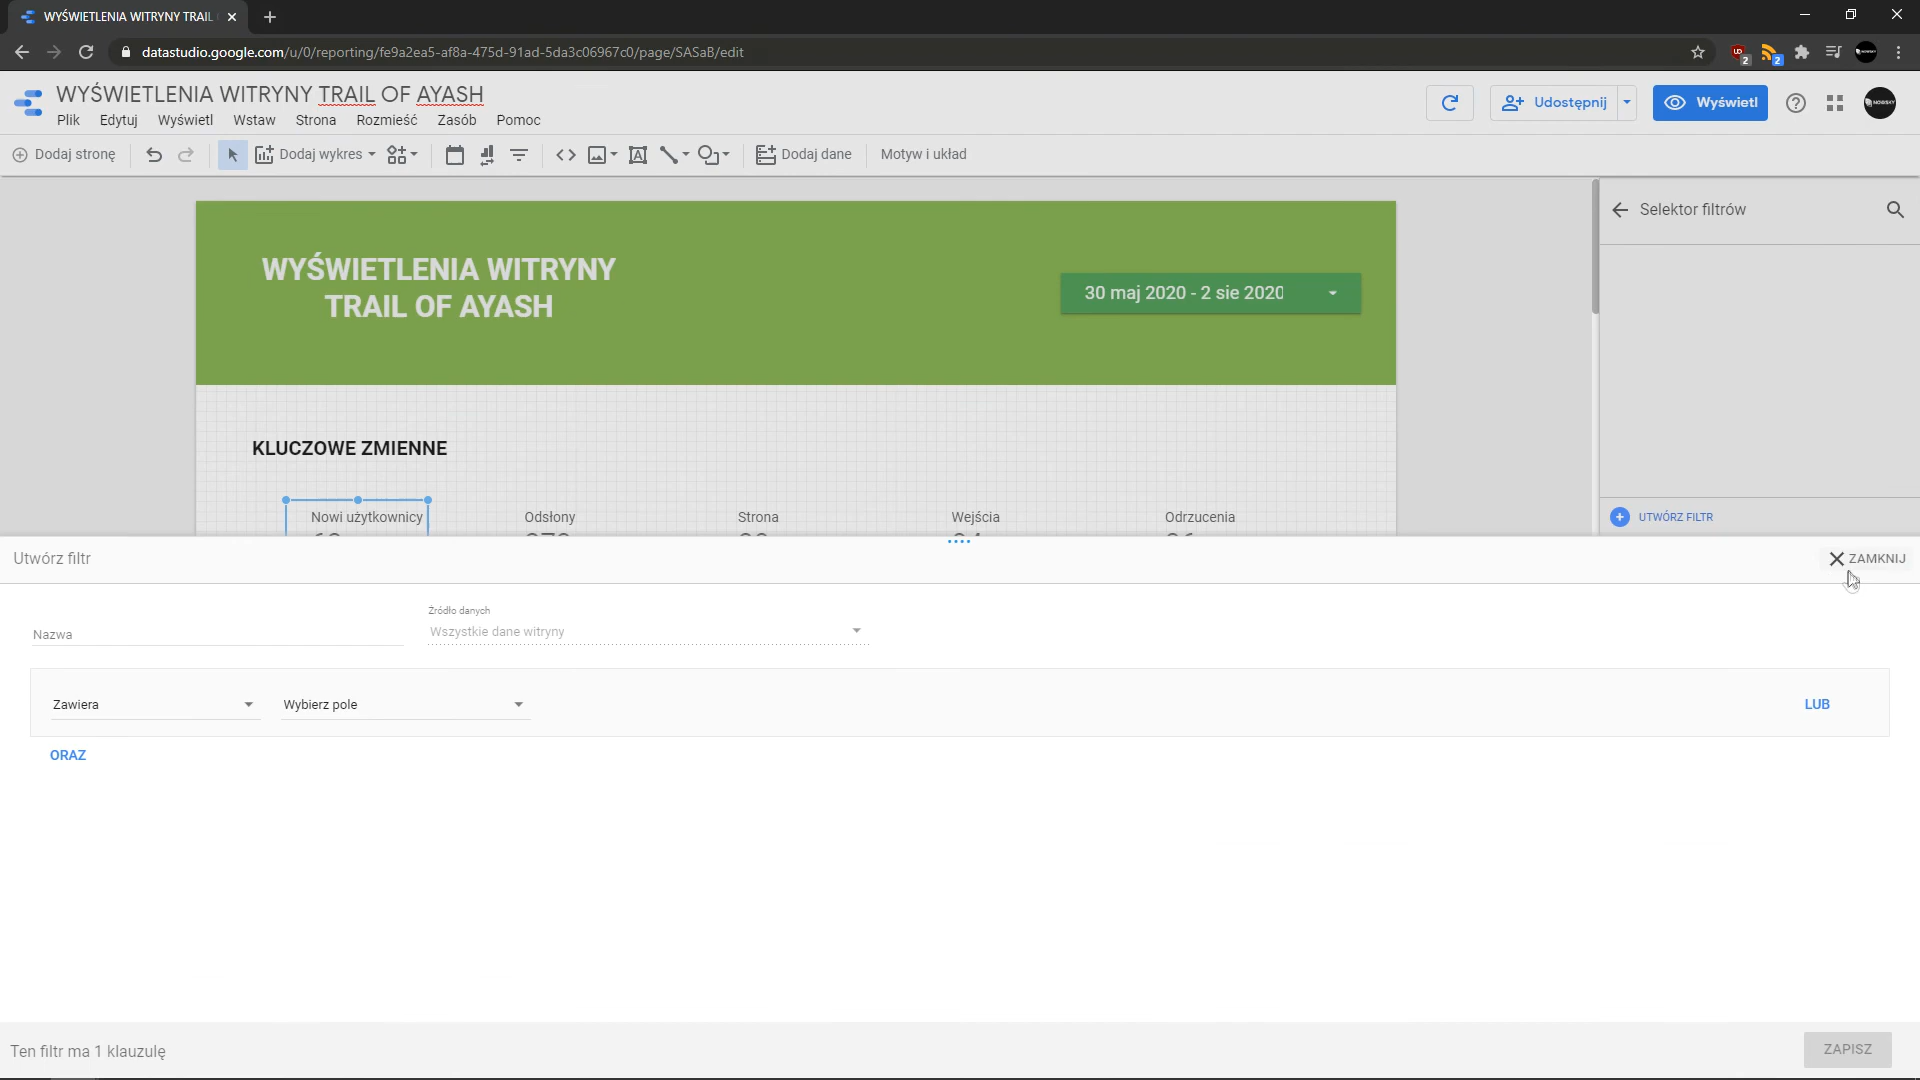 WYŚWIETLENIA WITRYNY TRAIL
datastudio.google.com/u/0/reporting/fe9a2ea5-af8a-475d-91ad-5da3c06967c0/page/SASaB/edit
2
2
WYŚWIETLENIA WITRYNY TRAIL OF AYASH
Udostępnij
Wyświetl
Plik Edytuj Wyświetl Wstaw Strona Rozmieść Zasób Pomoc
Dodaj stronę
Dodaj wykres
Dodaj dane
Motyw i układ
Selektor filtrów
WYŚWIETLENIA WITRYNY
TRAIL OF AYASH
30 maj 2020 - 2 sie 2020
KLUCZOWE ZMIENNE
Nowi użytkownicy Odsłony Strona Wejścia Odrzucenia
UTWÓRZ FILTR
Utwórz filtr
ZAMKNIJ
Źródło danych
Nazwa
Wszystkie dane witryny
Zawiera Wybierz pole LUB
ORAZ
Ten filtr ma 1 klauzulę
ZAPISZ